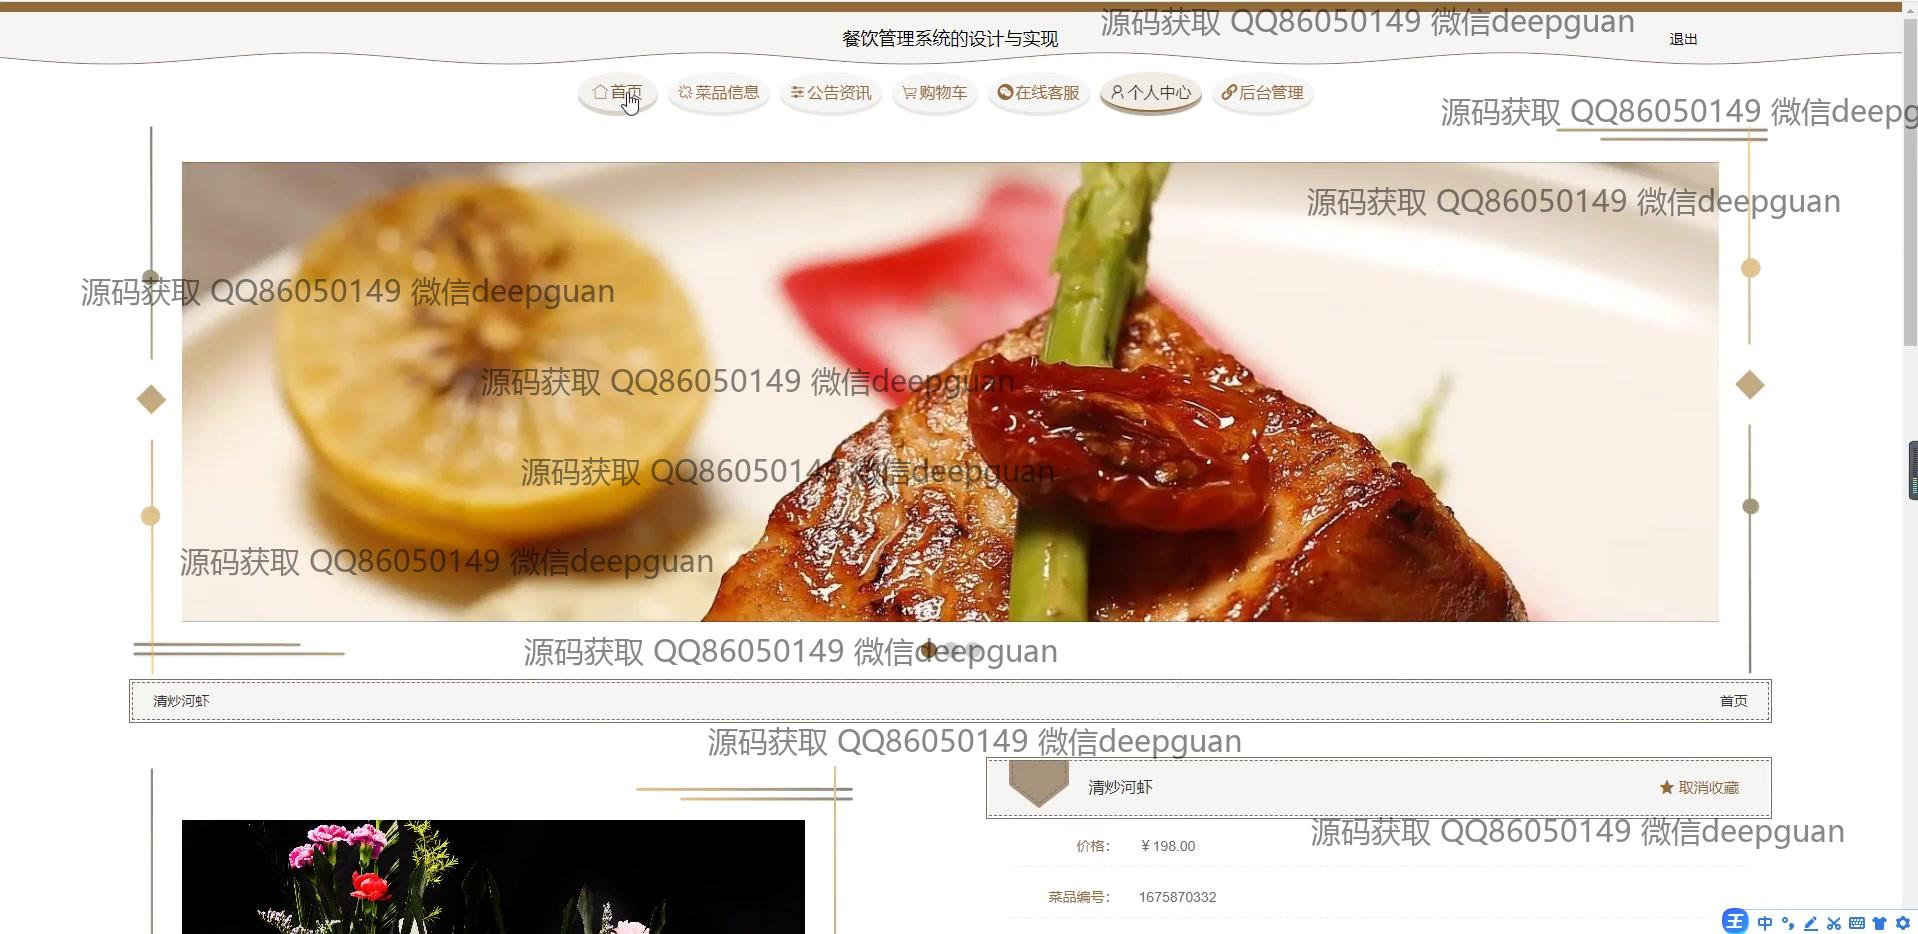 源码获取 QQ86050149 微信deepguan
餐饮管理系统的设计与实现
退出
首页
菜品信息
公告资讯
购物车
在线客服
个人中心
后台管理
源码获取 QQ86050149 微信deepg
源码获取 QQ86050149 微信deepguan
源码获取 QQ86050149 微信deepguan
源码获取 QQ86050149 微信deepguan
源码获取 QQ86050149 微信deepguan
源码获取 QQ86050149 微信deepguan
源码获取 QQ86050149 微信deepguan
清炒河虾
首页
源码获取 QQ86050149 微信deepguan
清炒河虾
取消收藏
源码获取 QQ86050149 微信deepguan
价格: ￥198.00
菜品编号: 1675870332
王 中